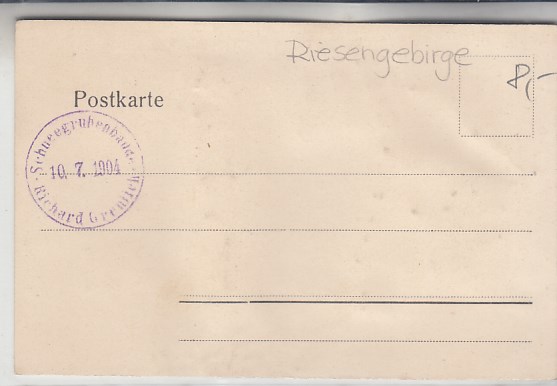 Riesengebirge
8,-
Postkarte
Schneegrubenbaude
10. 7. 1904
Richard